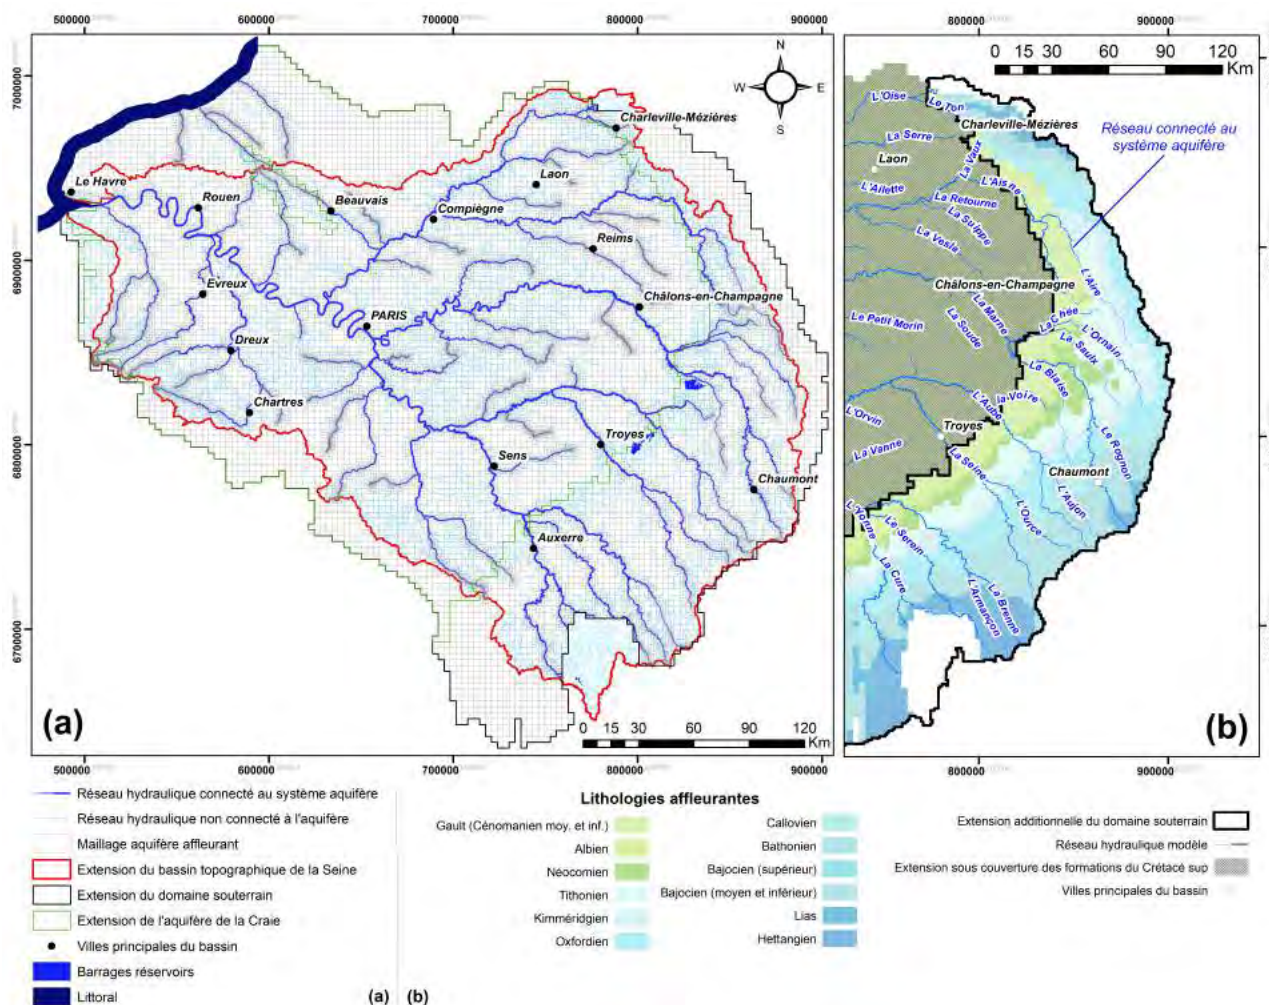 500000
600000
700000
800000
900000
7000000
6900000
6800000
6700000
N
W
E
S
Charleville-Mézières
Le Havre
Rouen
Beauvais
Laon
Compiègne
Reims
Évreux
Châlons-en-Champagne
PARIS
Dreux
Chartres
Troyes
Sens
Chaumont
Auxerre
(a)
0 15 30 60 90 120
Km
500000
600000
700000
800000
900000
800000
900000
0 15 30 60 90 120
Km
L'Oise
Le Ton
Charleville-Mézières
Réseau connecté au
système aquifère
La Serre
Laon
La Vaux
L'Ailette
L'Aisne
La Retourne
La Suippe
La Vesle
L'Aire
Châlons-en-Champagne
La Marne
La Chée
Le Petit Morin
La Soude
L'Ornain
La Saulx
La Blaise
la Voire
L'Aube
L'Orvin
Troyes
La Vanne
La Seine
Le Rognon
Chaumont
L'Aujon
L'Ource
L'Yonne
Le Serein
La Cure
La Brenne
L'Armançon
(b)
800000
900000
Réseau hydraulique connecté au système aquifère
Réseau hydraulique non connecté à l'aquifère
Maillage aquifère affleurant
Extension du bassin topographique de la Seine
Extension du domaine souterrain
Extension de l'aquifère de la Craie
Villes principales du bassin
Barrages réservoirs
Littoral
(a)
(b)
Lithologies affleurantes
Gault (Cénomanien moy. et inf.)
Albien
Néocomien
Tithonien
Kimméridgien
Oxfordien
Callovien
Bathonien
Bajocien (supérieur)
Bajocien (moyen et inférieur)
Lias
Hettangien
Extension additionnelle du domaine souterrain
Réseau hydraulique modèle
Extension sous couverture des formations du Crétacé sup
Villes principales du bassin